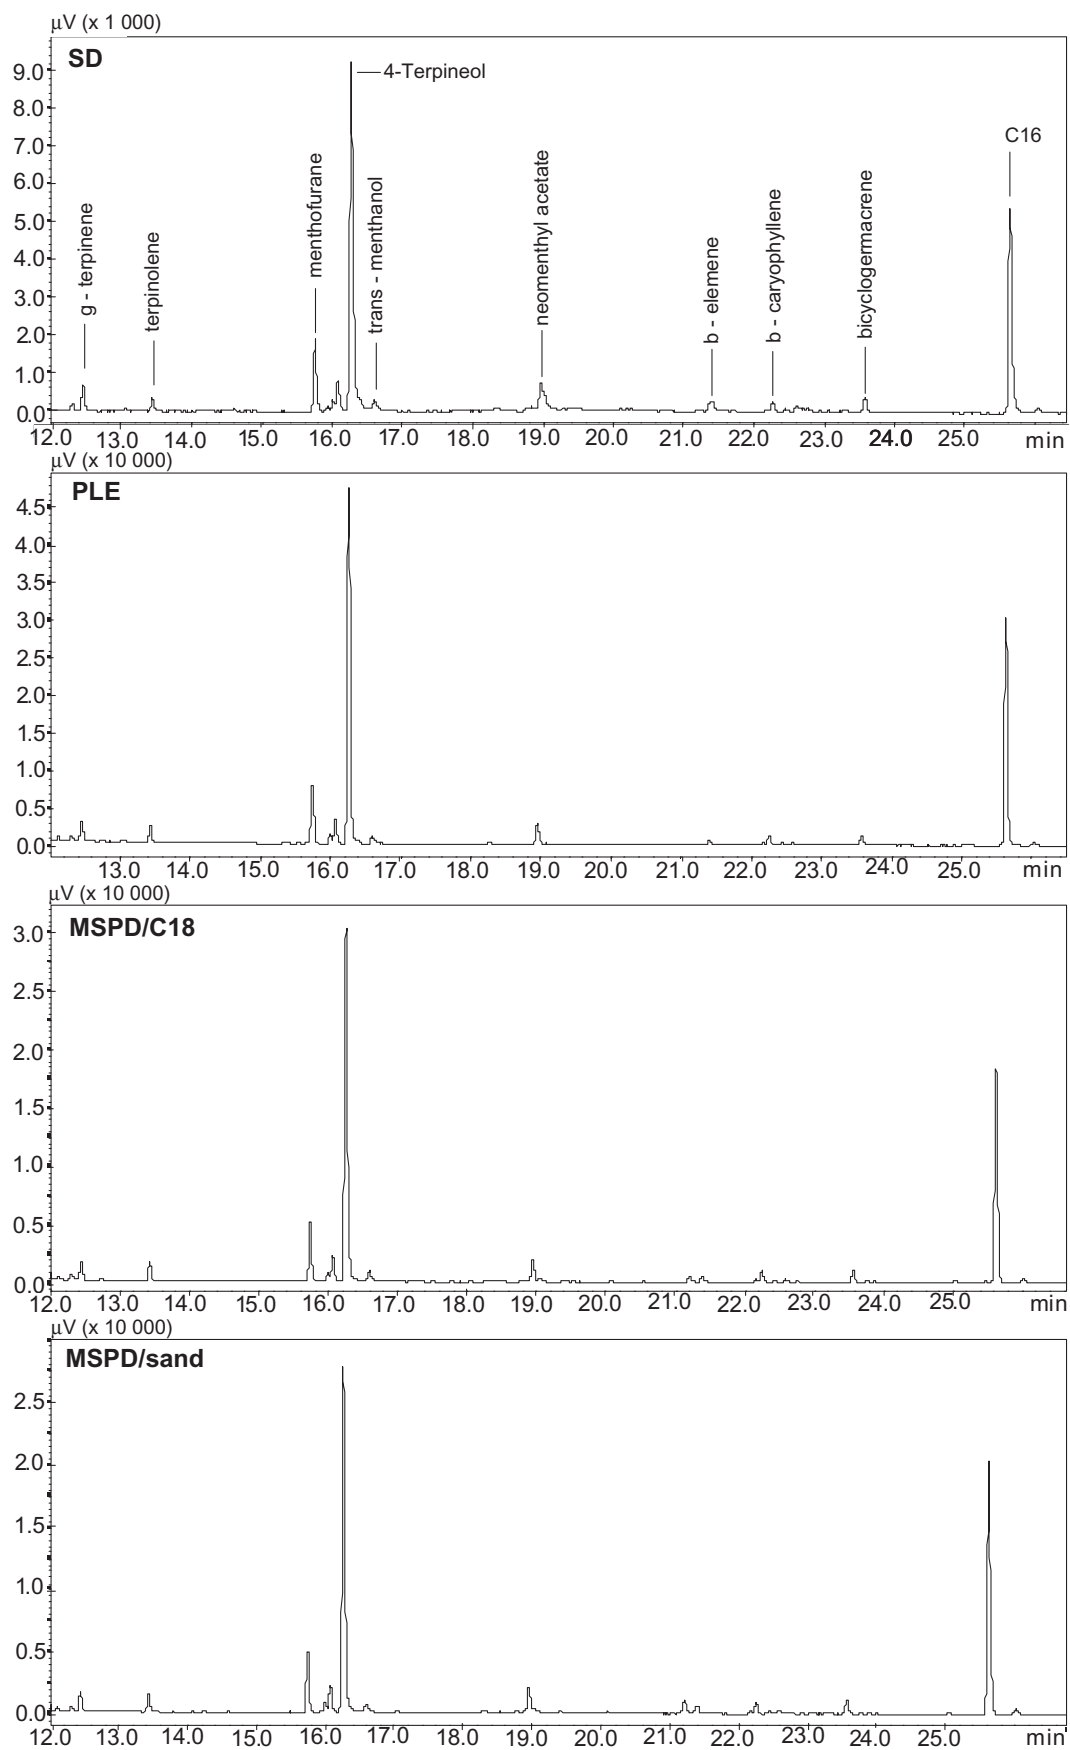 µV (x 1 000)
SD
4-Terpineol
C16
g - terpinene
terpinolene
menthofurane
trans - menthanol
neomenthyl acetate
b - elemene
b - caryophyllene
bicyclogermacrene
9.0
8.0
7.0
6.0
5.0
4.0
3.0
2.0
1.0
0.0
12.0 13.0 14.0 15.0 16.0 17.0 18.0 19.0 20.0 21.0 22.0 23.0 24.0 25.0 min
µV (x 10 000)
PLE
4.5
4.0
3.5
3.0
2.5
2.0
1.5
1.0
0.5
0.0
13.0 14.0 15.0 16.0 17.0 18.0 19.0 20.0 21.0 22.0 23.0 24.0 25.0 min
µV (x 10 000)
MSPD/C18
3.0
2.5
2.0
1.5
1.0
0.5
0.0
12.0 13.0 14.0 15.0 16.0 17.0 18.0 19.0 20.0 21.0 22.0 23.0 24.0 25.0 min
µV (x 10 000)
MSPD/sand
2.5
2.0
1.5
1.0
0.5
0.0
12.0 13.0 14.0 15.0 16.0 17.0 18.0 19.0 20.0 21.0 22.0 23.0 24.0 25.0 min